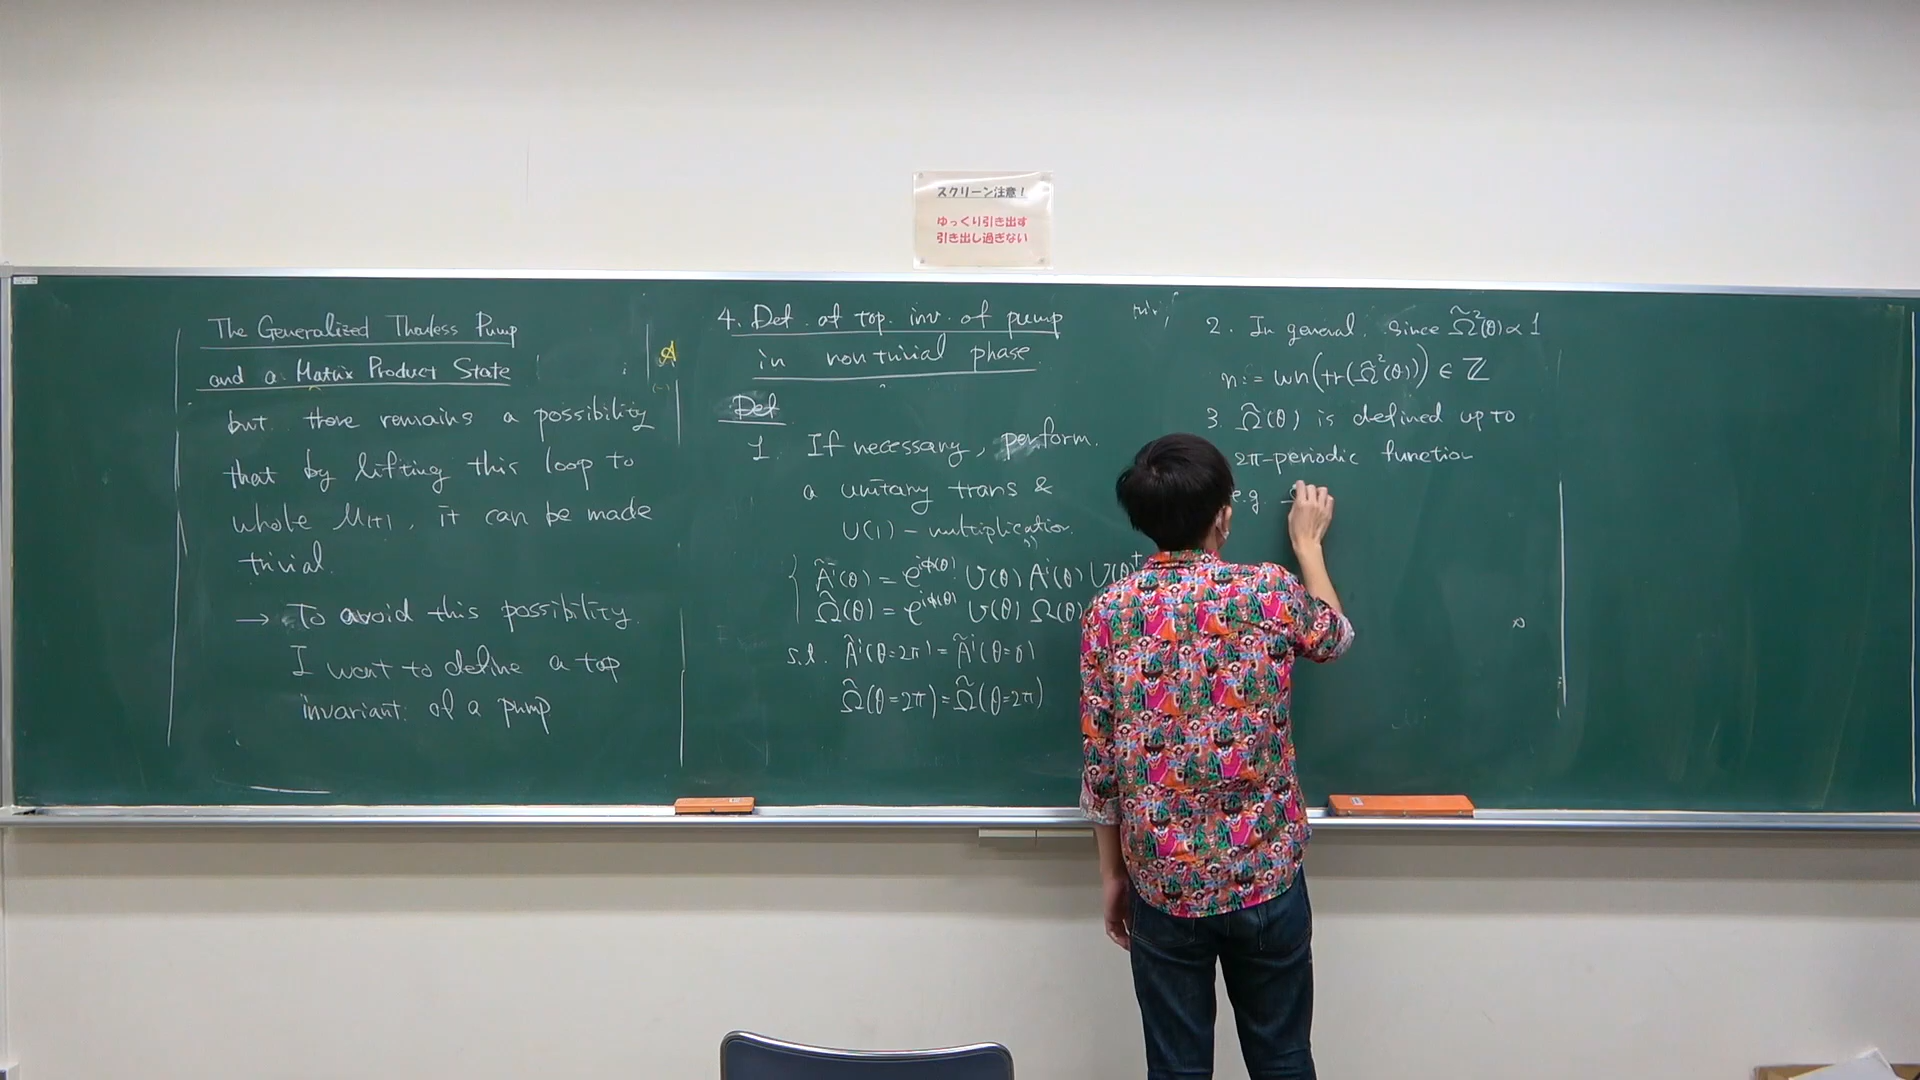 スクリーン注意!
ゆっくり引き出す
引き出し過ぎない
The Generalized Thouless Pump
and a Matrix Product State
but there remains a possibility
that by lifting this loop to
whole
it can be made
trivial.
→ To avoid this possibility.
I want to define a top
invariant of a pump
A
(-)
4. Def. of top. inv. of pump
in nontrivial phase.
Def
1. If necessary, perform.
a unitary trans &
U(1) - multiplication.
Ã^i(θ) = e^{iφ(θ)} U(θ) A^i(θ) U(θ)^†
Ω̃(θ) = e^{iφ(θ)} U(θ) Ω(θ)
s.t. Ã^i(θ=2π) = Ã^i(θ=0)
Ω̃(θ=2π) = Ω̃(θ=2π)
2. In general, since Ω̃²(θ) ∝ 1
n := wn(tr(Ω̃²(θ))) ∈ ℤ
3. Ω̃(θ) is defined up to
2π-periodic function
e.g.